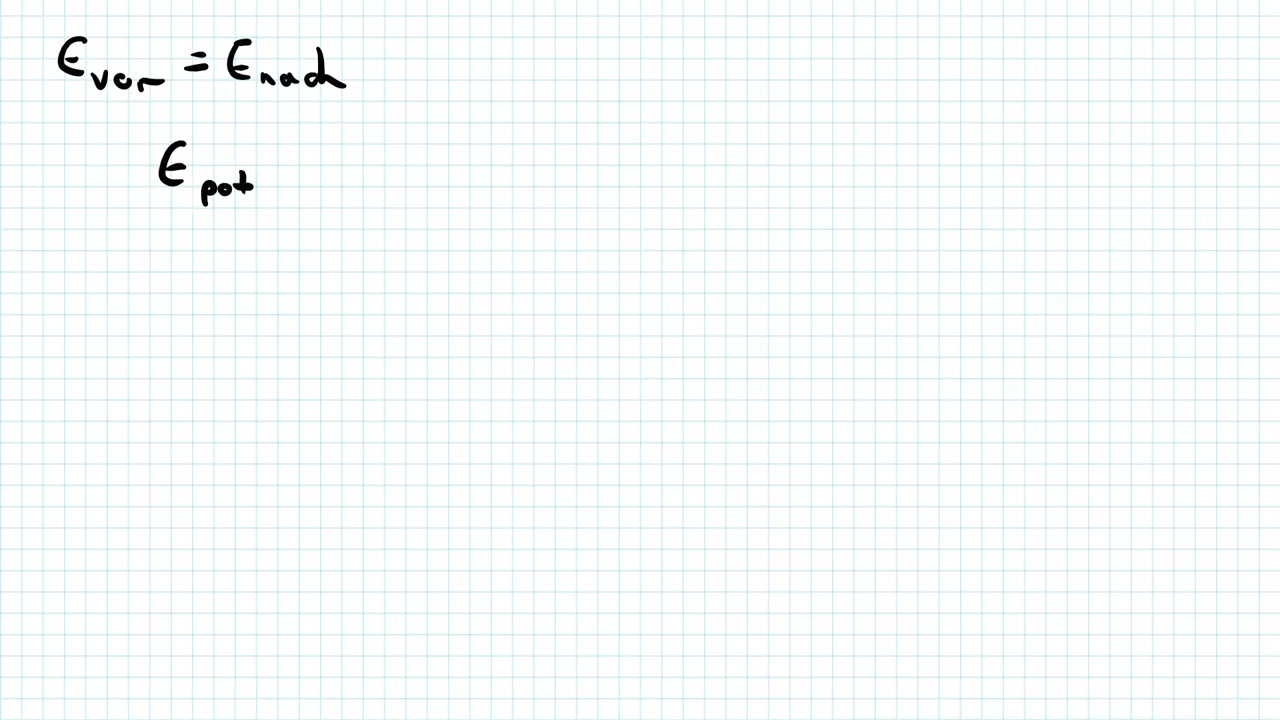 E_vor = E_nach
E_pot